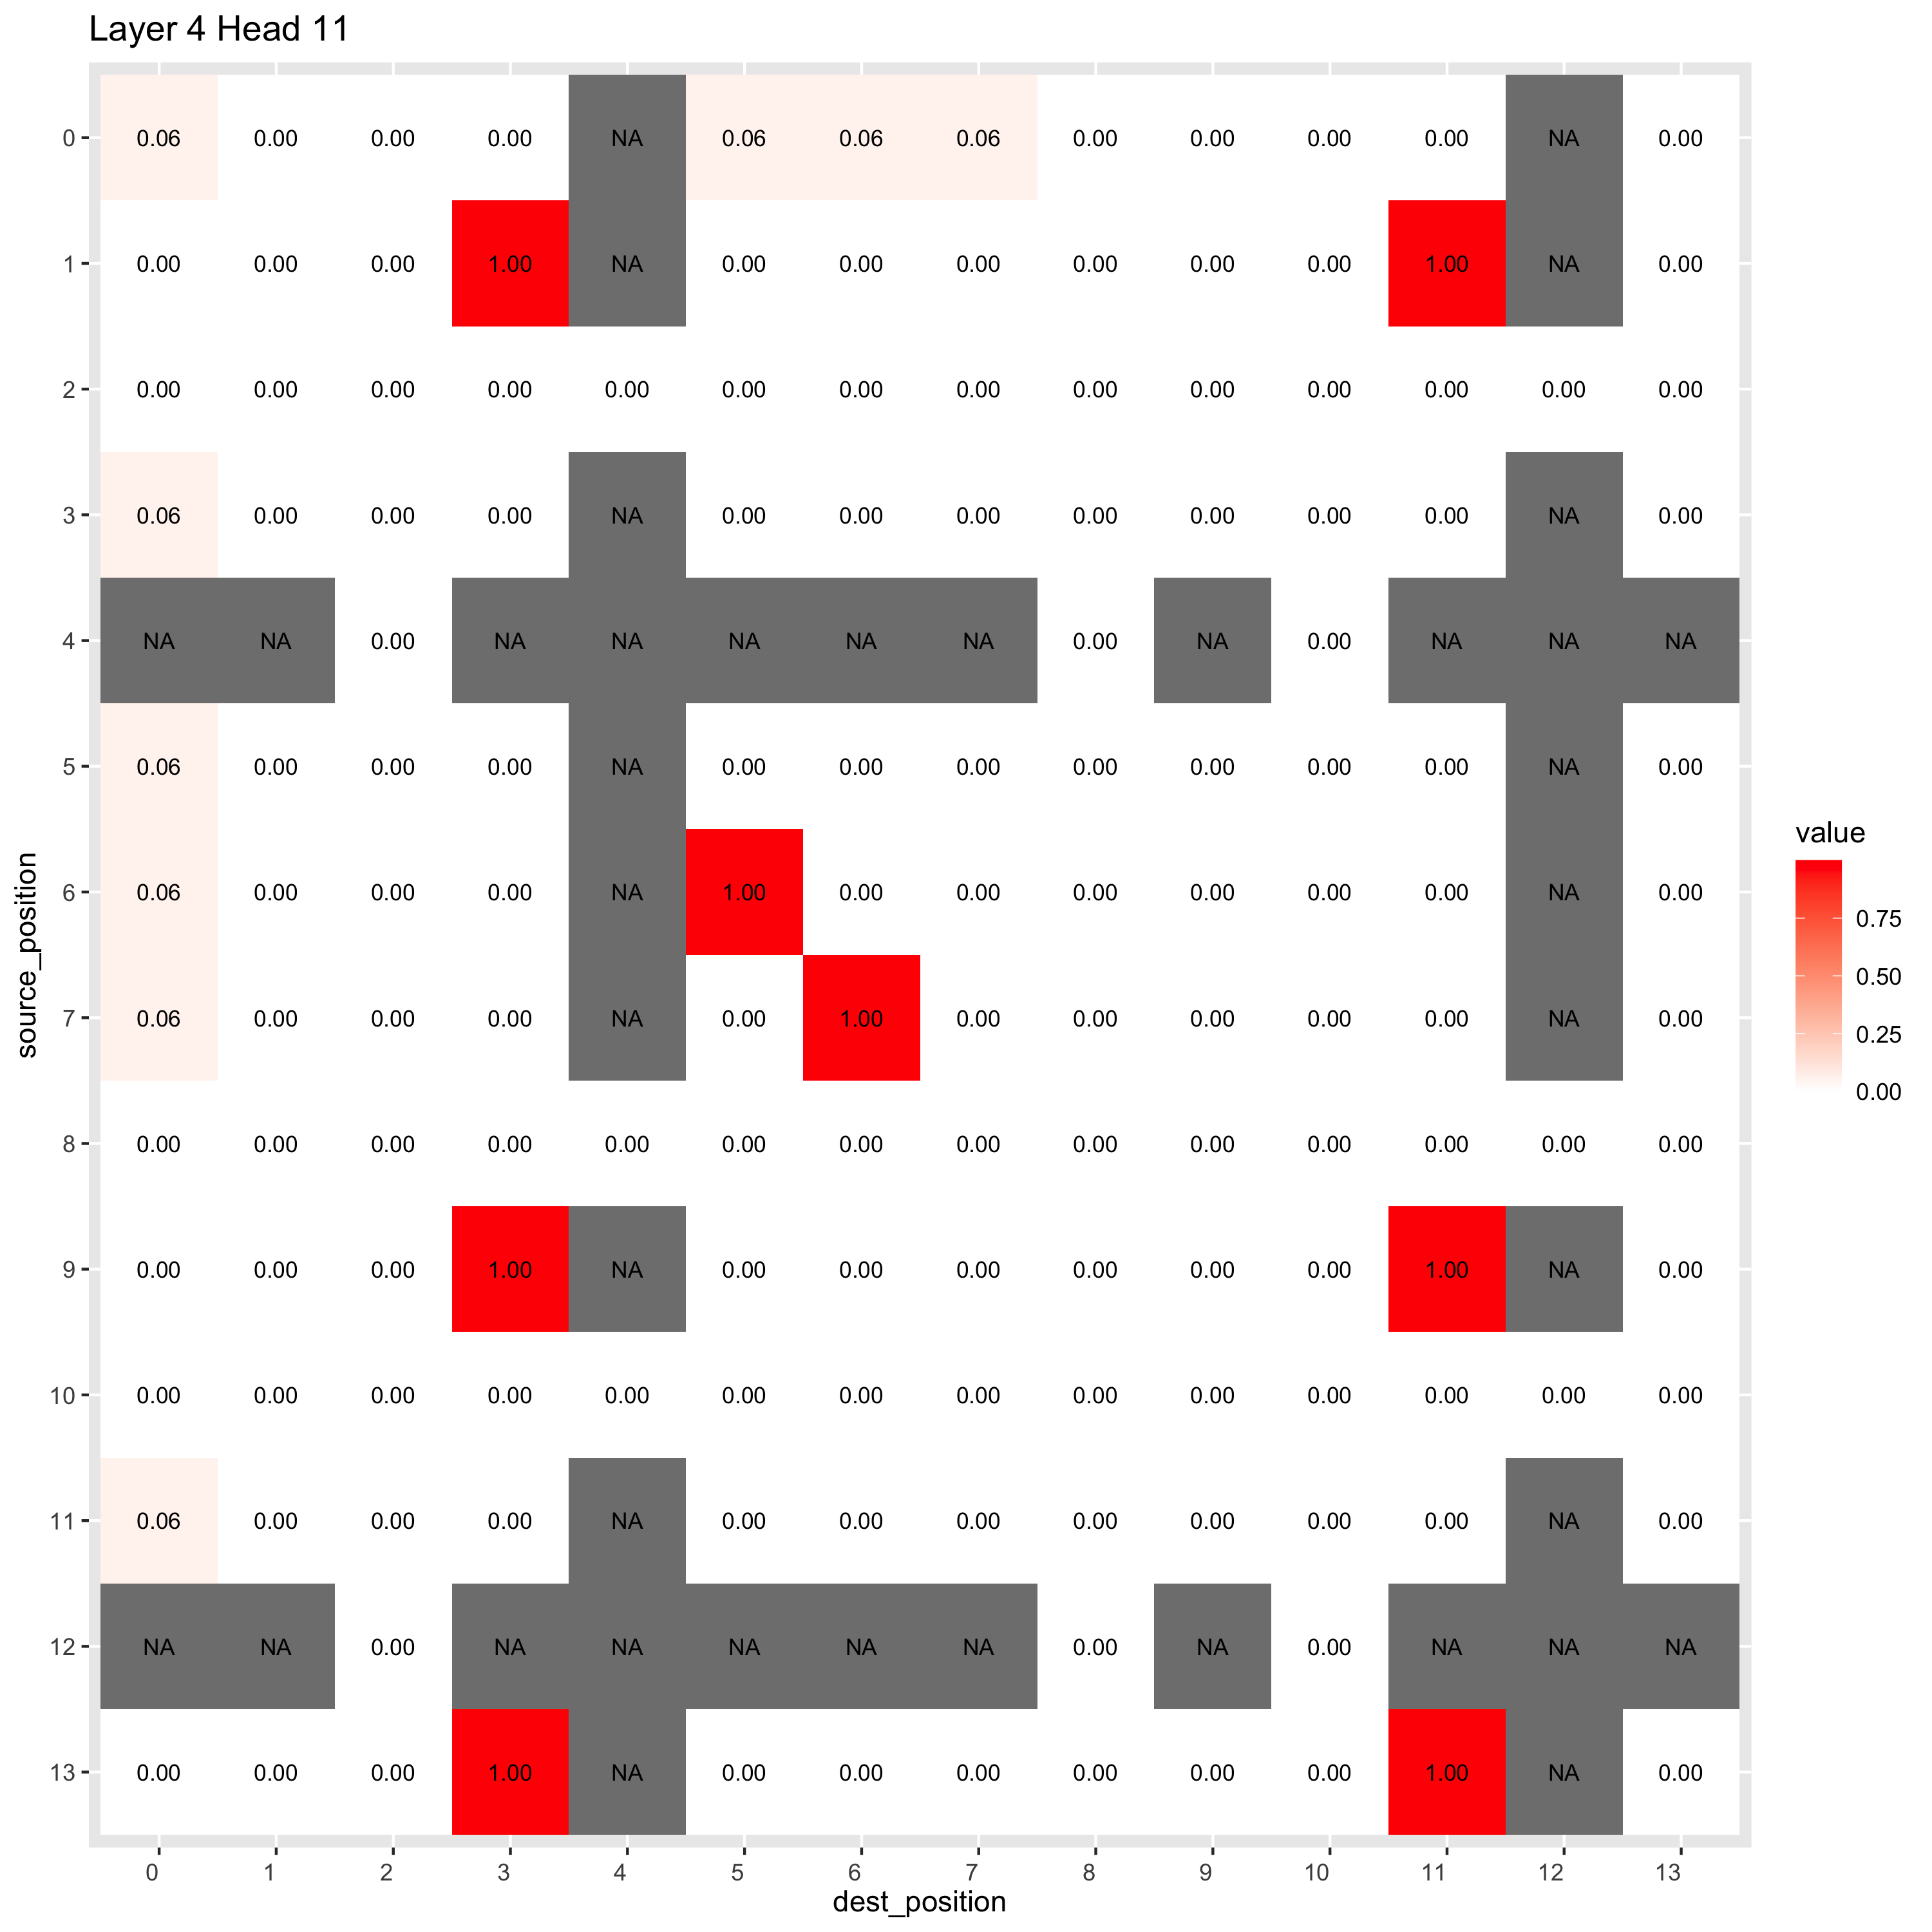 Layer 4 Head 11
0 0.06 0.00 0.00 0.00 NA 0.06 0.06 0.06 0.00 0.00 0.00 0.00 NA 0.00
1 0.00 0.00 0.00 1.00 NA 0.00 0.00 0.00 0.00 0.00 0.00 1.00 NA 0.00
2 0.00 0.00 0.00 0.00 0.00 0.00 0.00 0.00 0.00 0.00 0.00 0.00 0.00 0.00
3 0.06 0.00 0.00 0.00 NA 0.00 0.00 0.00 0.00 0.00 0.00 0.00 NA 0.00
4 NA NA 0.00 NA NA NA NA NA 0.00 NA 0.00 NA NA NA
5 0.06 0.00 0.00 0.00 NA 0.00 0.00 0.00 0.00 0.00 0.00 0.00 NA 0.00
6 0.06 0.00 0.00 0.00 NA 1.00 0.00 0.00 0.00 0.00 0.00 0.00 NA 0.00
7 0.06 0.00 0.00 0.00 NA 0.00 1.00 0.00 0.00 0.00 0.00 0.00 NA 0.00
8 0.00 0.00 0.00 0.00 0.00 0.00 0.00 0.00 0.00 0.00 0.00 0.00 0.00 0.00
9 0.00 0.00 0.00 1.00 NA 0.00 0.00 0.00 0.00 0.00 0.00 1.00 NA 0.00
10 0.00 0.00 0.00 0.00 0.00 0.00 0.00 0.00 0.00 0.00 0.00 0.00 0.00 0.00
11 0.06 0.00 0.00 0.00 NA 0.00 0.00 0.00 0.00 0.00 0.00 0.00 NA 0.00
12 NA NA 0.00 NA NA NA NA NA 0.00 NA 0.00 NA NA NA
13 0.00 0.00 0.00 1.00 NA 0.00 0.00 0.00 0.00 0.00 0.00 1.00 NA 0.00
0 1 2 3 4 5 6 7 8 9 10 11 12 13
dest_position
source_position
value
0.75
0.50
0.25
0.00